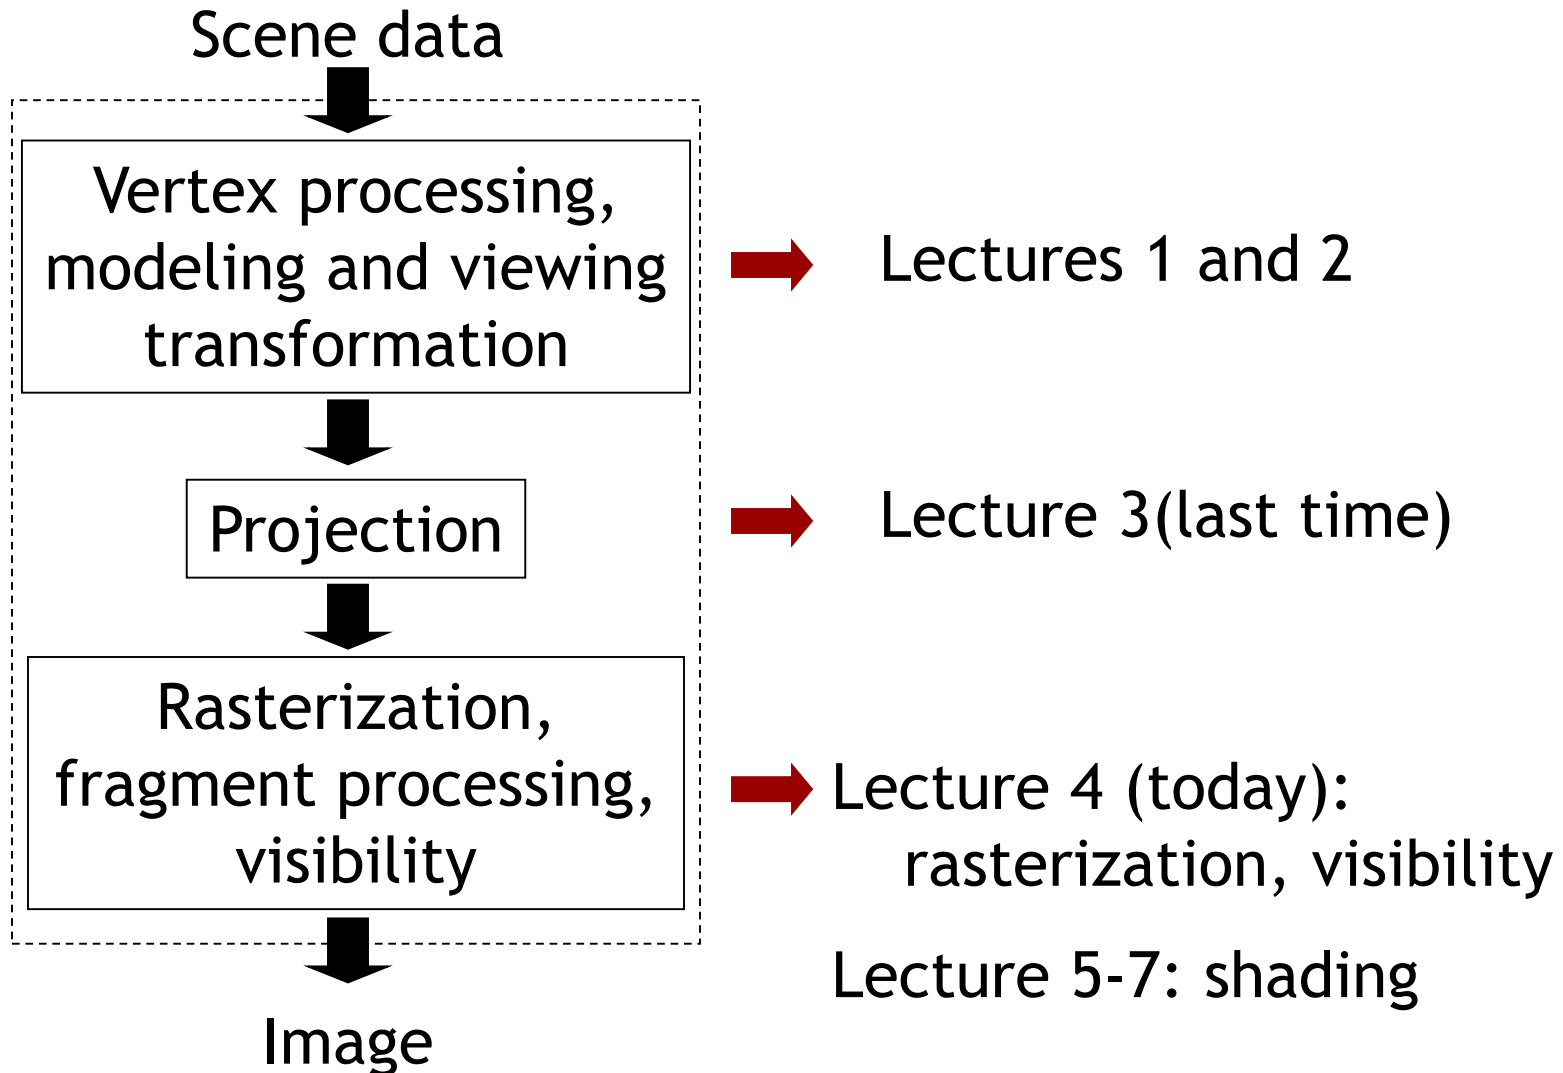 Scene data
Vertex processing,
modeling and viewing
transformation
Lectures 1 and 2
Projection
Lecture 3(last time)
Rasterization,
fragment processing,
visibility
Lecture 4 (today):
rasterization, visibility
Lecture 5-7: shading
Image